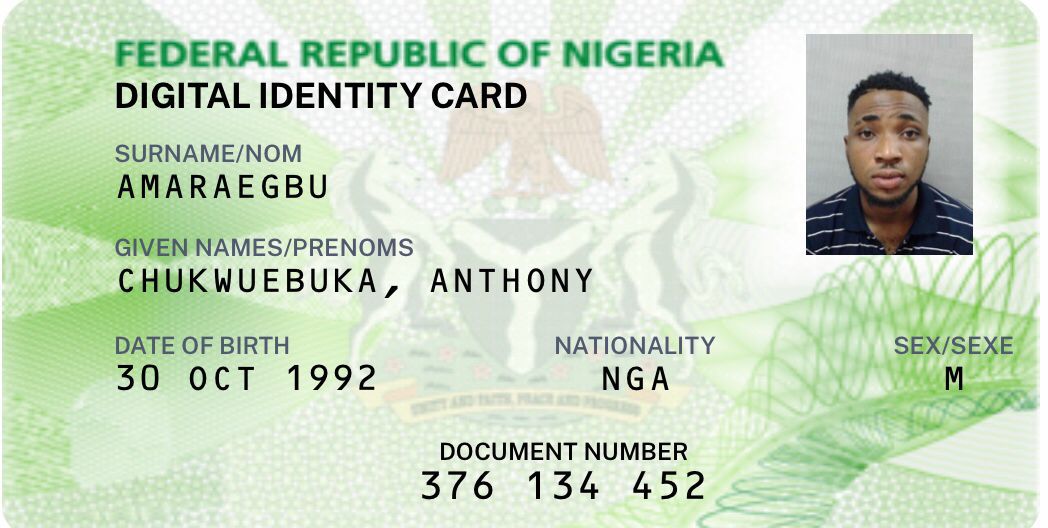 FEDERAL REPUBLIC OF NIGERIA
DIGITAL IDENTITY CARD
SURNAME/NOM
AMARAEGBU
GIVEN NAMES/PRENOMS
CHUKWUEBUKA, ANTHONY
DATE OF BIRTH NATIONALITY SEX/SEXE
30 OCT 1992 NGA M
UNITY AND FAITH, PEACE AND PROGRESS
DOCUMENT NUMBER
376 134 452